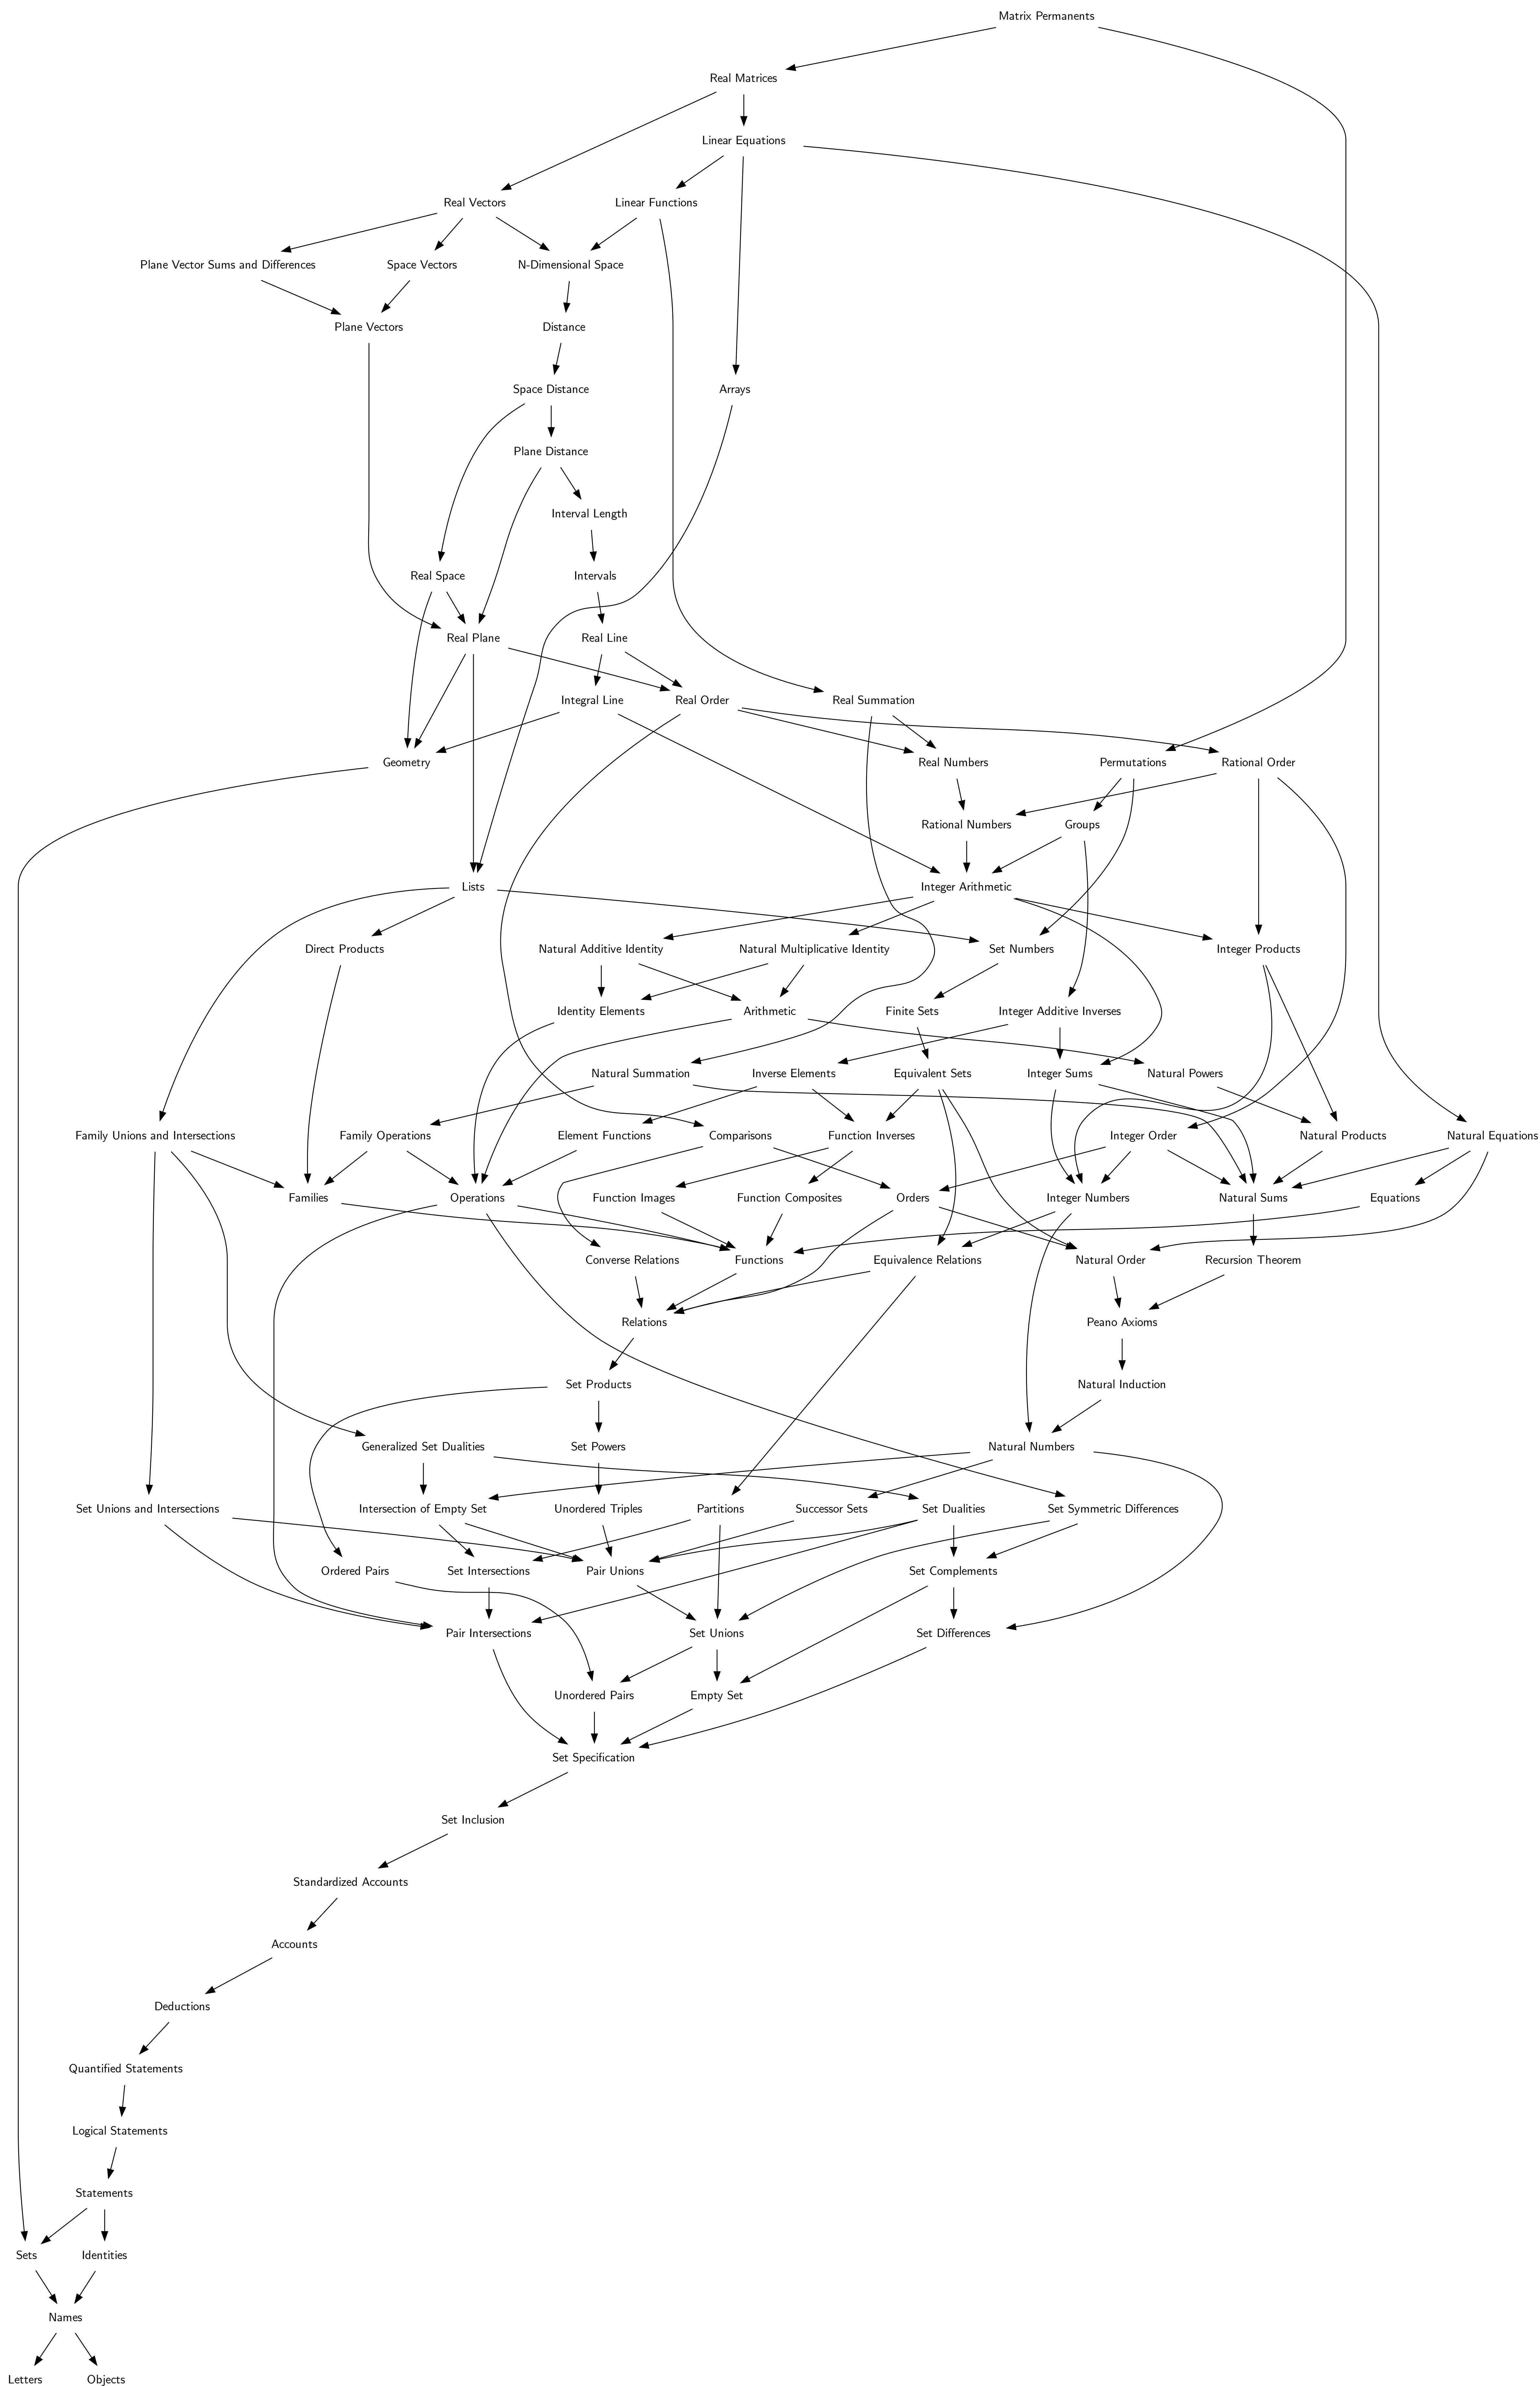 Matrix Permanents
Real Matrices
Linear Equations
Real Vectors
Linear Functions
Plane Vector Sums and Differences
Space Vectors
N-Dimensional Space
Plane Vectors
Distance
Space Distance
Arrays
Plane Distance
Interval Length
Real Space
Intervals
Real Plane
Real Line
Integral Line
Real Order
Real Summation
Geometry
Real Numbers
Permutations
Rational Order
Rational Numbers
Groups
Lists
Integer Arithmetic
Direct Products
Natural Additive Identity
Natural Multiplicative Identity
Set Numbers
Integer Products
Identity Elements
Arithmetic
Finite Sets
Integer Additive Inverses
Natural Summation
Inverse Elements
Equivalent Sets
Integer Sums
Natural Powers
Family Unions and Intersections
Family Operations
Element Functions
Comparisons
Function Inverses
Integer Order
Natural Products
Natural Equations
Families
Operations
Function Images
Function Composites
Orders
Integer Numbers
Natural Sums
Equations
Converse Relations
Functions
Equivalence Relations
Natural Order
Recursion Theorem
Relations
Peano Axioms
Set Products
Natural Induction
Generalized Set Dualities
Set Powers
Natural Numbers
Set Unions and Intersections
Intersection of Empty Set
Unordered Triples
Partitions
Successor Sets
Set Dualities
Set Symmetric Differences
Ordered Pairs
Set Intersections
Pair Unions
Set Complements
Pair Intersections
Set Unions
Set Differences
Unordered Pairs
Empty Set
Set Specification
Set Inclusion
Standardized Accounts
Accounts
Deductions
Quantified Statements
Logical Statements
Statements
Sets
Identities
Names
Letters
Objects